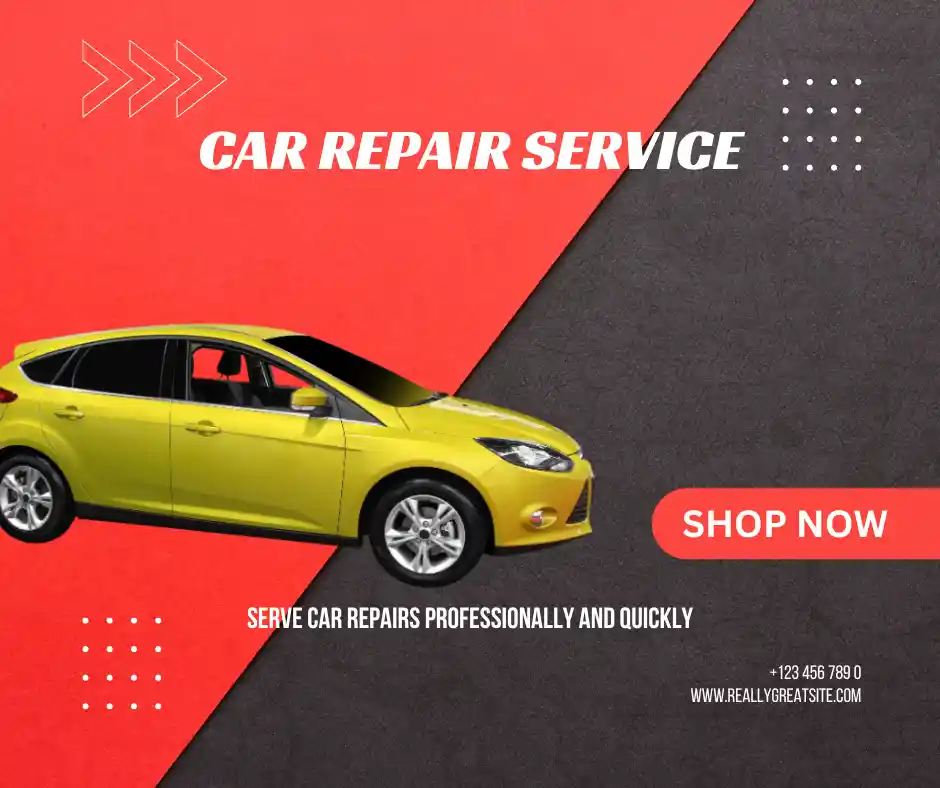 CAR REPAIR SERVICE
SHOP NOW
SERVE CAR REPAIRS PROFESSIONALLY AND QUICKLY
+123 456 789 0
WWW.REALLYGREATSITE.COM